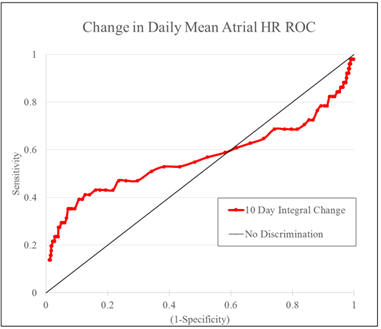 Change in Daily Mean Atrial HR ROC
1
0.8
0.6
0.4
0.2
0
Sensitivity
10 Day Integral Change
No Discrimination
0 0.2 0.4 0.6 0.8 1
(1-Specificity)